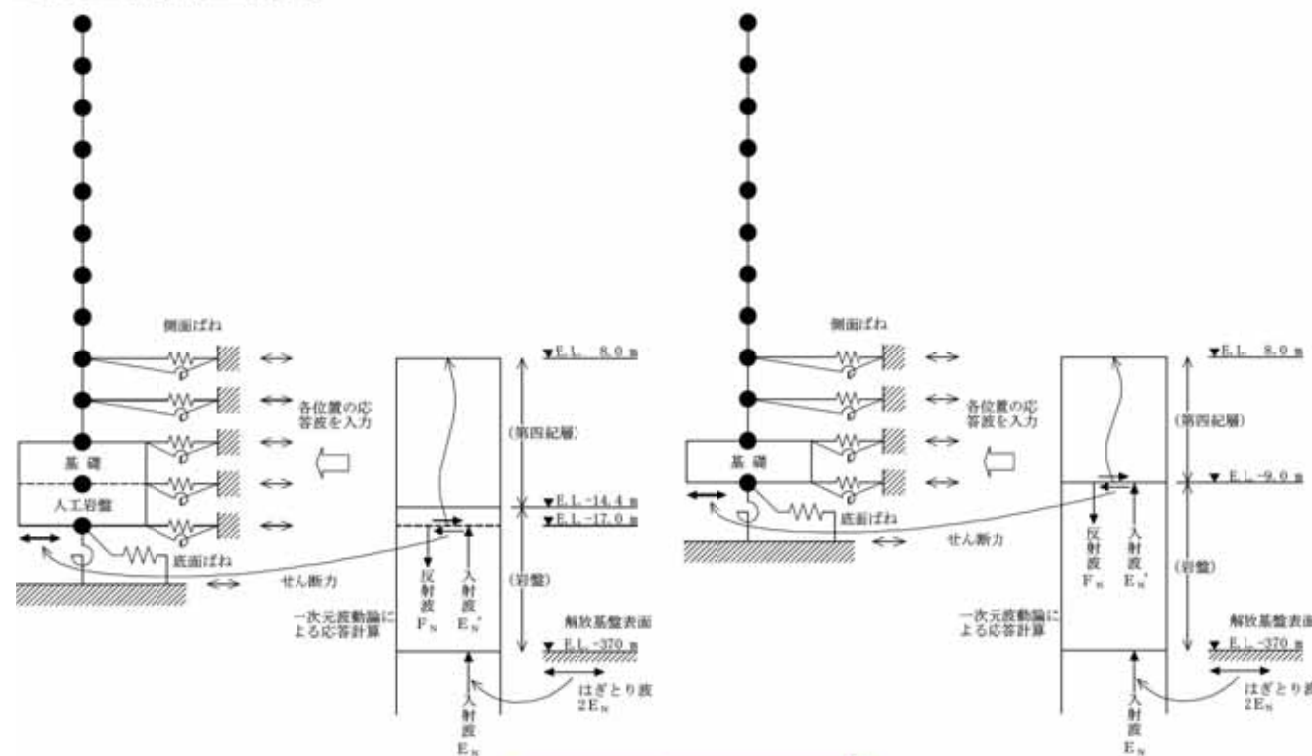 側面ばね
各位置の応
答波を入力
基 礎
人工岩盤
底面ばね
せん断力
一次元波動論に
よる応答計算
反射波
F_N
入射波
E_N'
▼E.L. 8.0 m
(第四紀層)
▼E.L.-14.4 m
▼E.L.-17.0 m
(岩盤)
解放基盤表面
▼E.L.-370 m
はぎとり波
2E_N
入射波
E_N
側面ばね
各位置の応
答波を入力
基 礎
底面ばね
せん断力
一次元波動論に
よる応答計算
反射波
F_N
入射波
E_N'
▼E.L. 8.0 m
(第四紀層)
▼E.L.-9.0 m
(岩盤)
解放基盤表面
▼E.L.-370 m
はぎとり波
2E_N
入射波
E_N